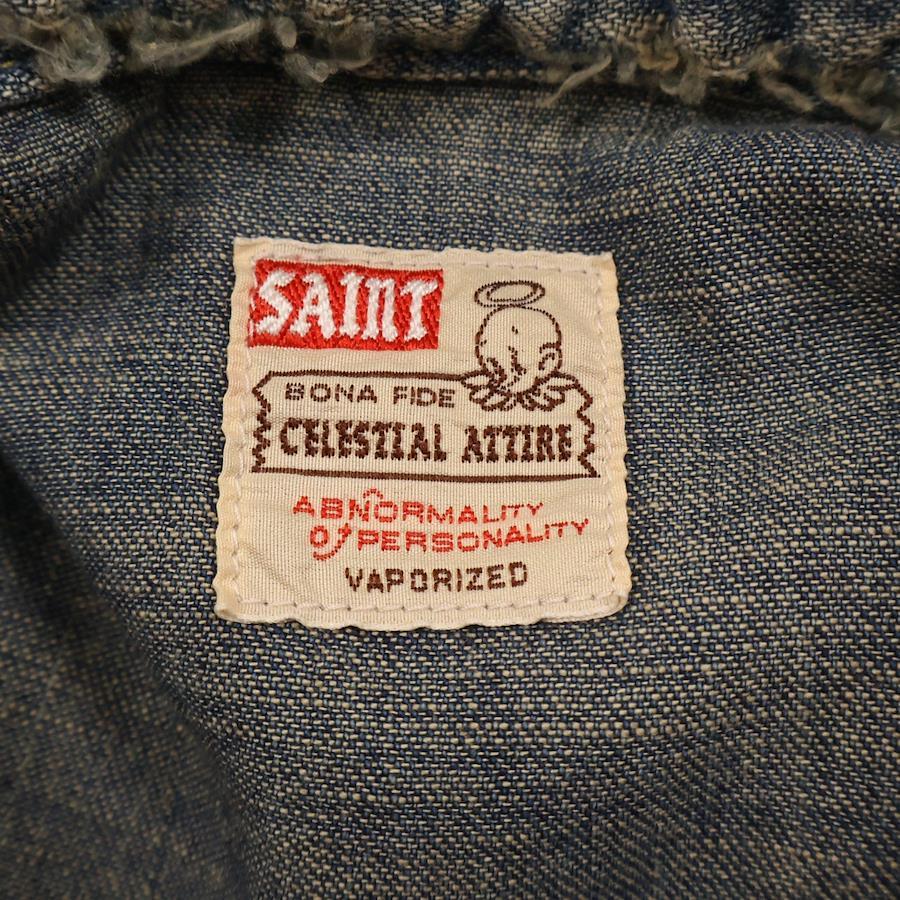 SAINT
BONA FIDE
CELESTIAL ATTIRE
ABNORMALITY
of PERSONALITY
VAPORIZED